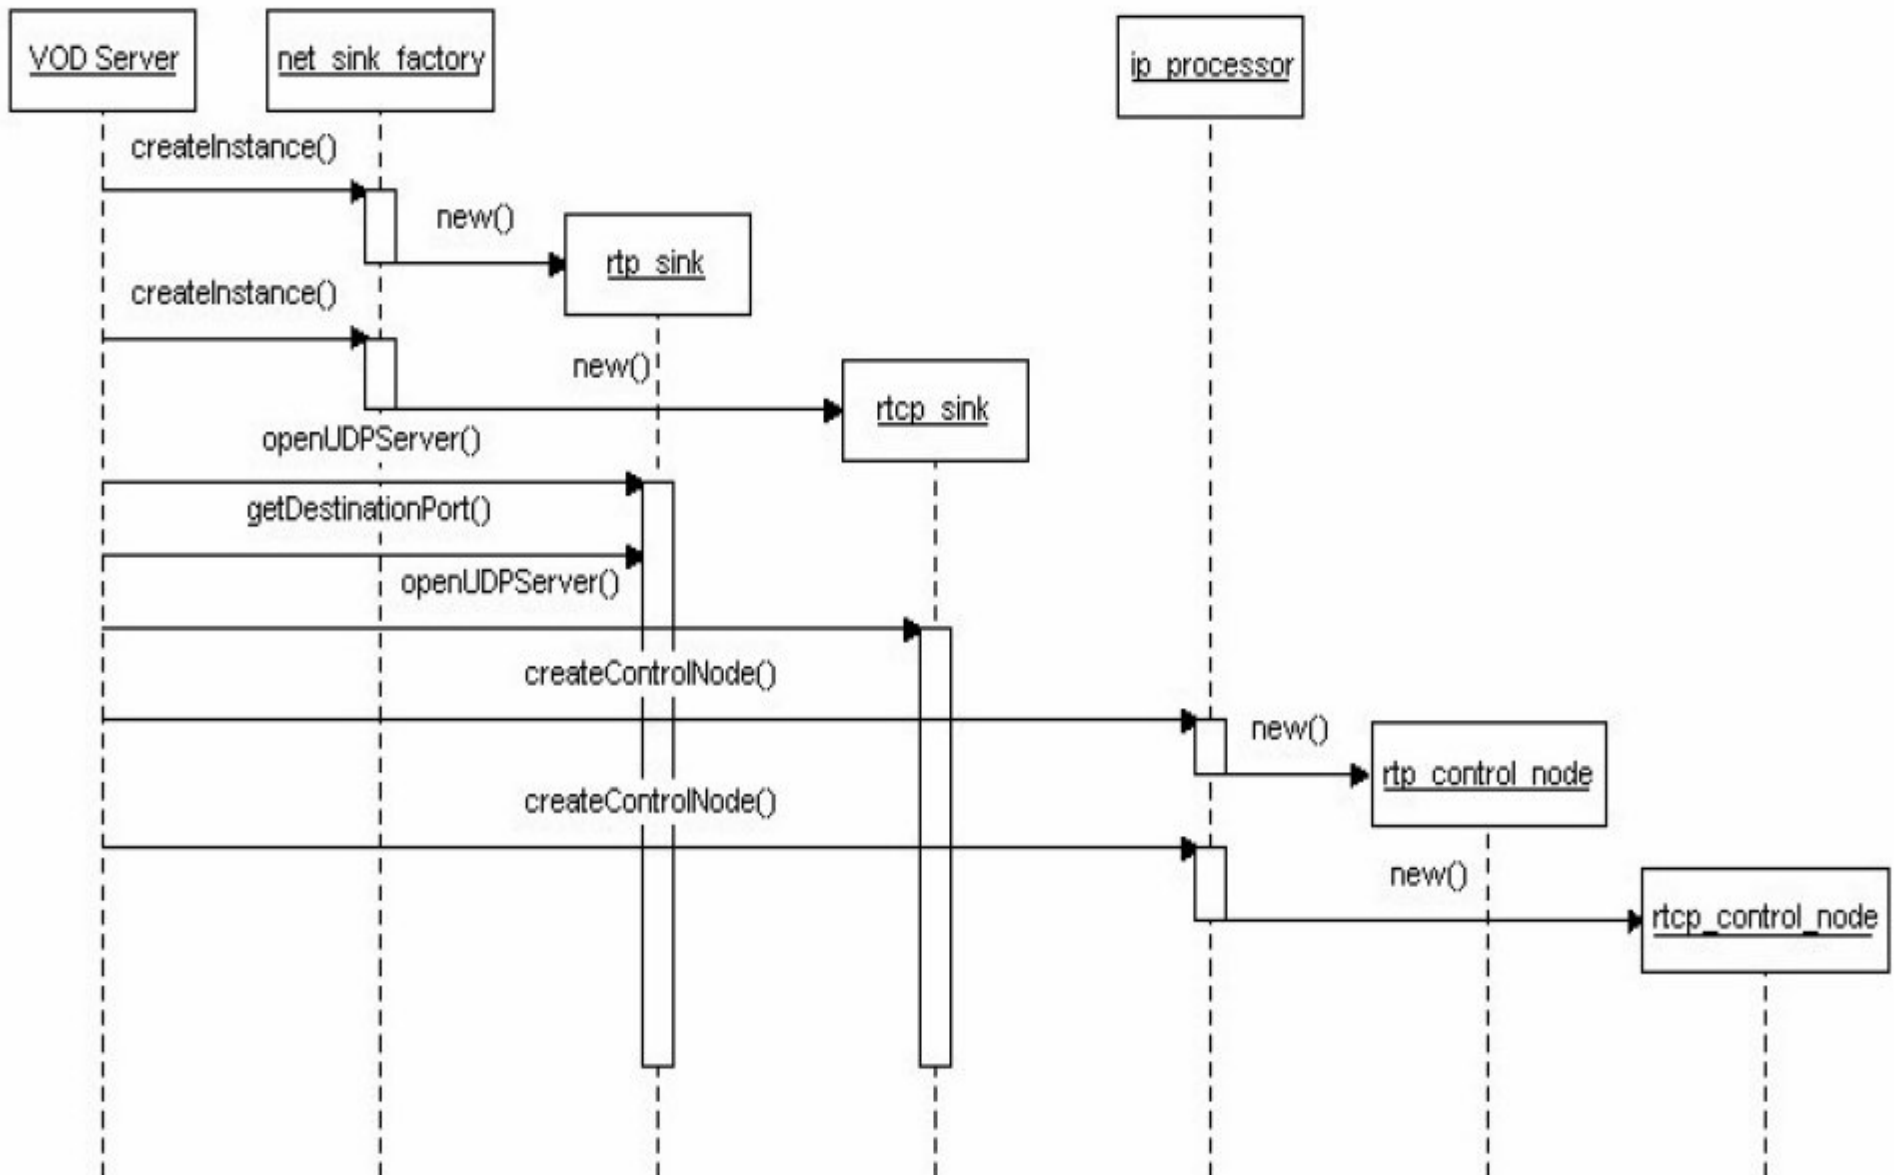 VOD Server
net_sink_factory
ip_processor
createInstance()
new()
rtp_sink
createInstance()
new()
rtcp_sink
openUDPServer()
getDestinationPort()
openUDPServer()
createControlNode()
new()
rtp_control_node
createControlNode()
new()
rtcp_control_node